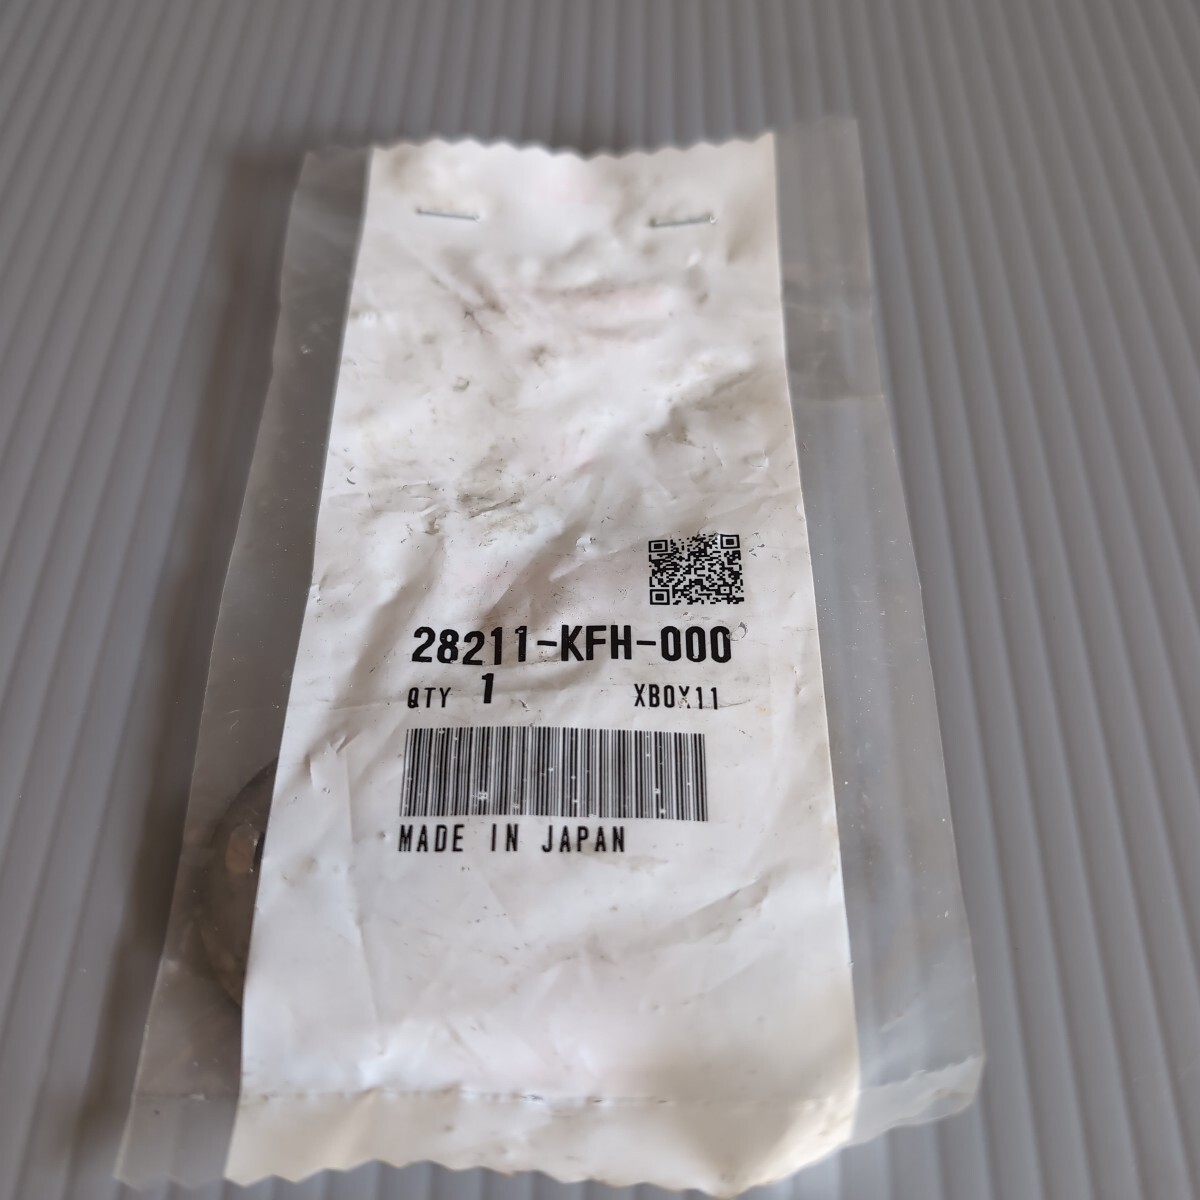 28211-KFH-000
QTY 1 XBOX11
MADE IN JAPAN